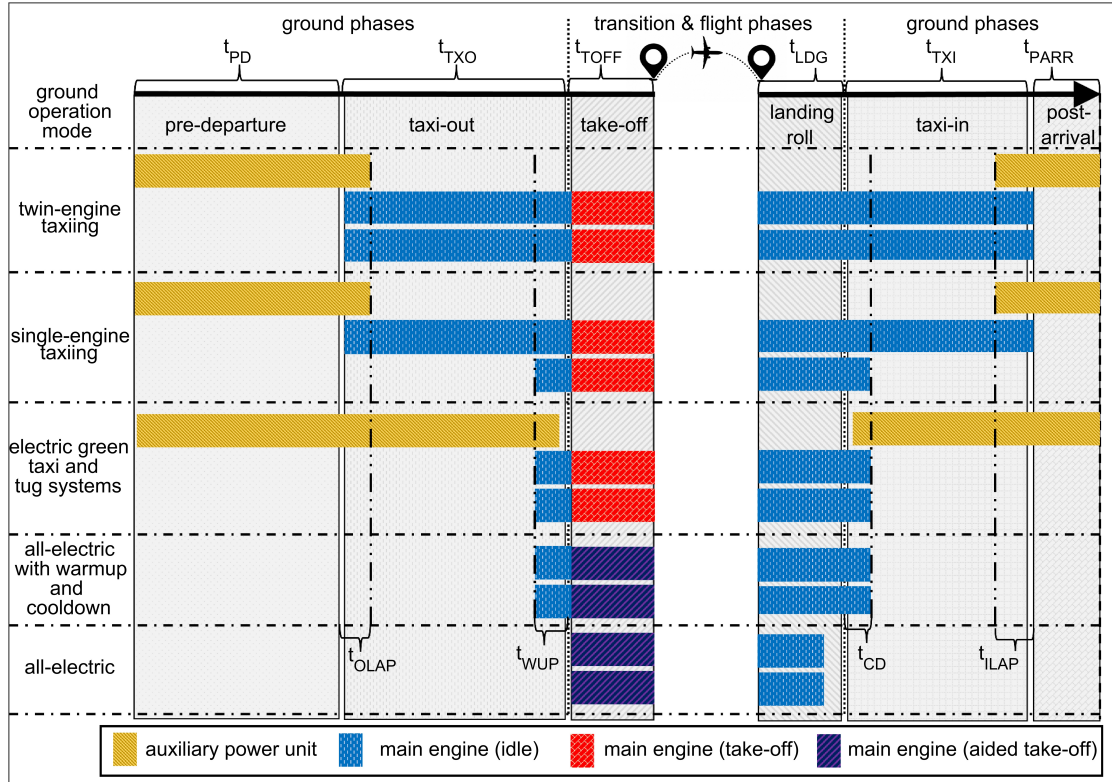 ground phases
transition & flight phases
ground phases
tPD
tTXO
tTOFF
tLDG
tTXI
tPARR
ground
operation
mode
pre-departure
taxi-out
take-off
landing
roll
taxi-in
post-
arrival
twin-engine
taxiing
single-engine
taxiing
electric green
taxi and
tug systems
all-electric
with warmup
and
cooldown
all-electric
tOLAP
tWUP
tCD
tILAP
auxiliary power unit
main engine (idle)
main engine (take-off)
main engine (aided take-off)